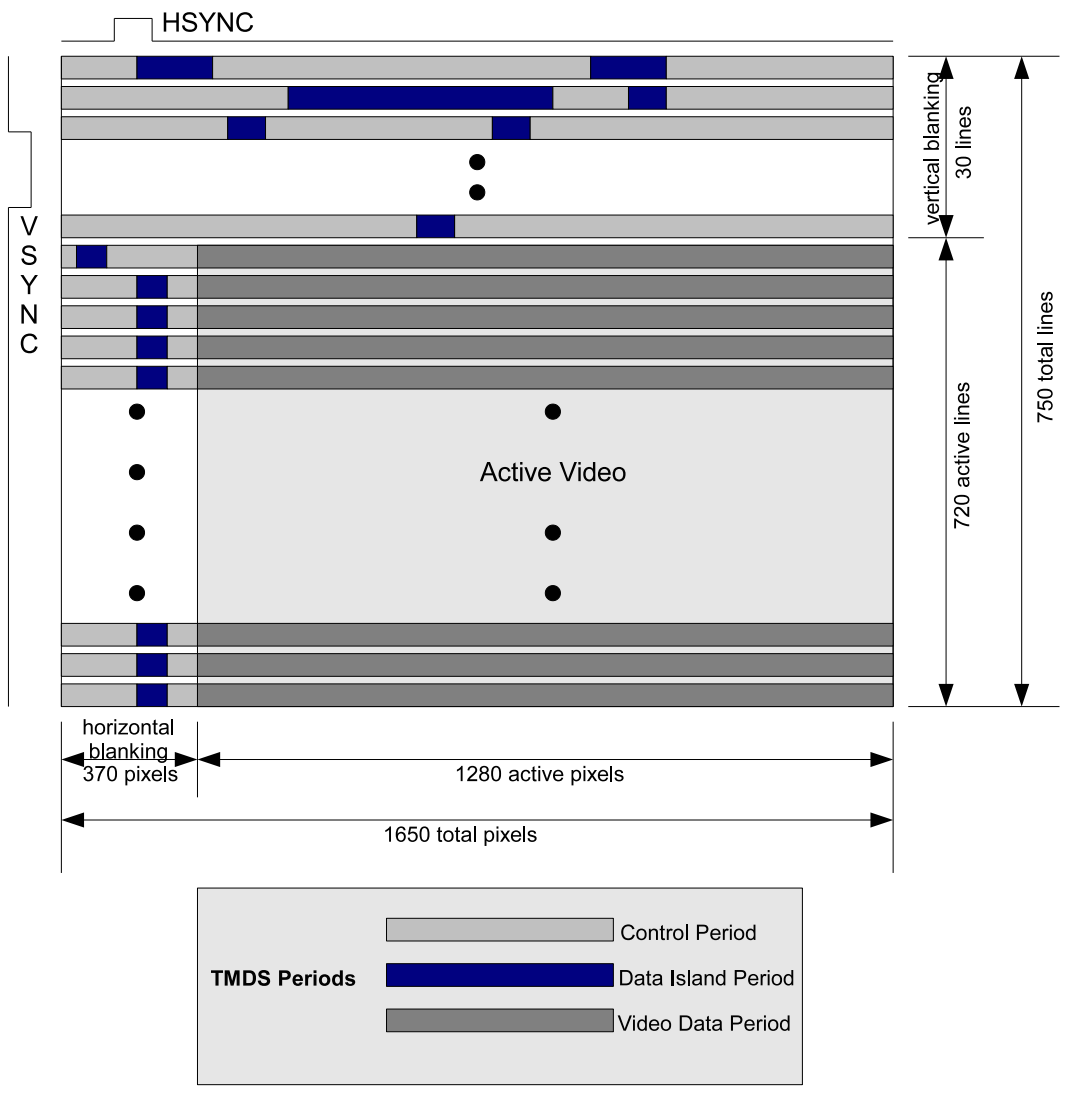 HSYNC
vertical blanking
30 lines
V
S
Y
N
C
750 total lines
720 active lines
Active Video
horizontal
blanking
370 pixels
1280 active pixels
1650 total pixels
TMDS Periods
Control Period
Data Island Period
Video Data Period